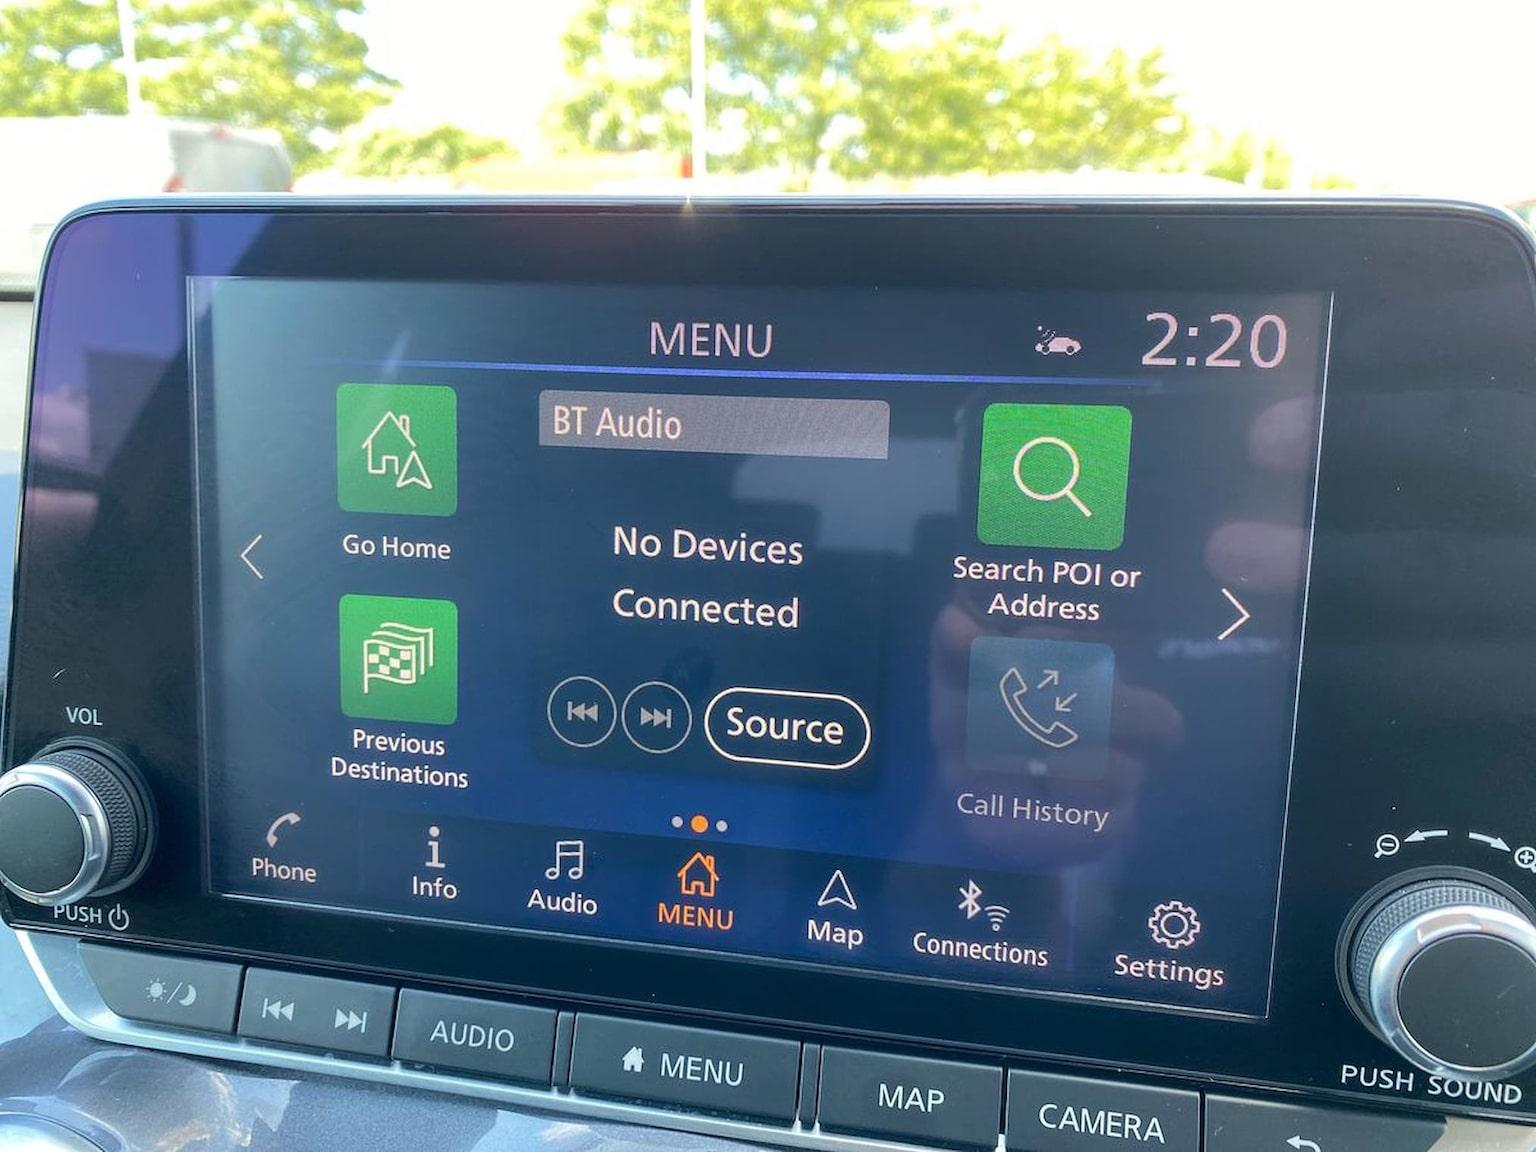 MENU
2:20
Go Home
BT Audio
No Devices
Connected
Source
Search POI or
Address
Previous
Destinations
Call History
VOL
PUSH
Phone
Info
Audio
MENU
Map
Connections
Settings
AUDIO
MENU
MAP
CAMERA
PUSH SOUND